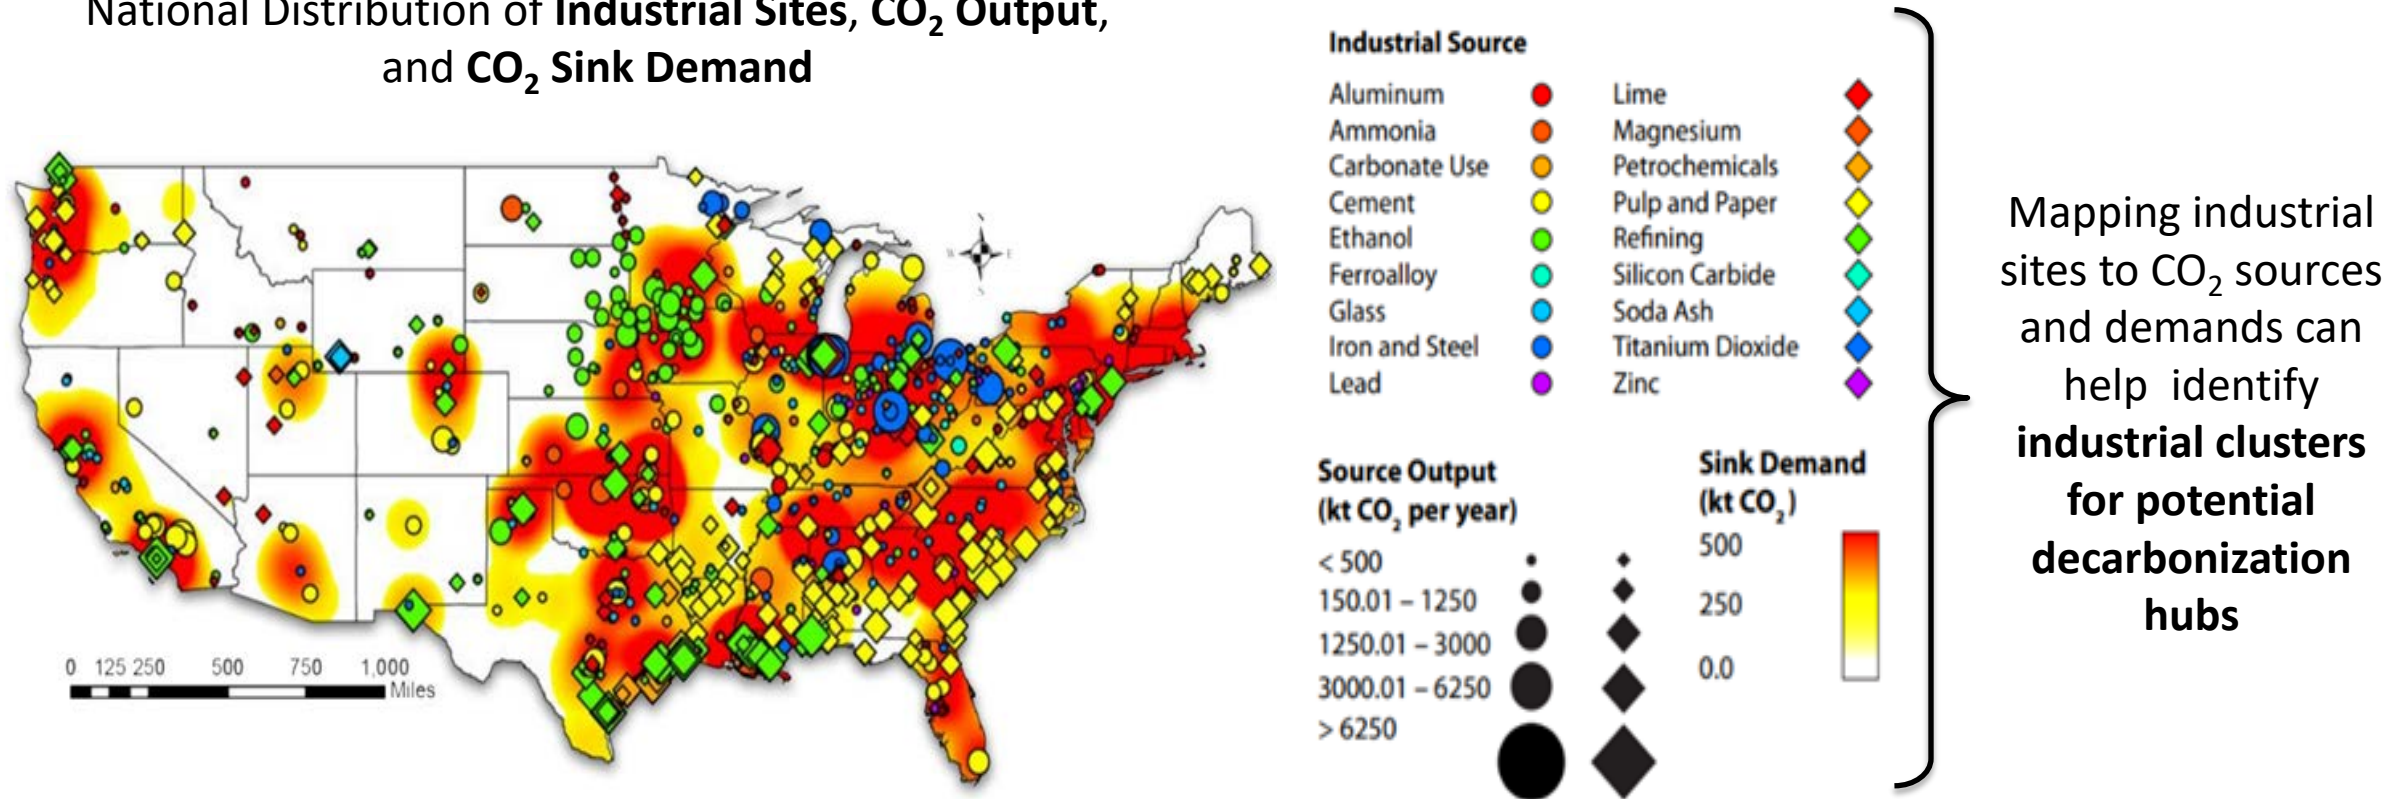 National Distribution of Industrial Sites, CO2 Output,
and CO2 Sink Demand
0 125 250 500 750 1,000
Miles
N
W E
S
Industrial Source
Aluminum
Ammonia
Carbonate Use
Cement
Ethanol
Ferroalloy
Glass
Iron and Steel
Lead
Lime
Magnesium
Petrochemicals
Pulp and Paper
Refining
Silicon Carbide
Soda Ash
Titanium Dioxide
Zinc
Source Output
(kt CO2 per year)
< 500
150.01 – 1250
1250.01 – 3000
3000.01 – 6250
> 6250
Sink Demand
(kt CO2)
500
250
0.0
Mapping industrial
sites to CO2 sources
and demands can
help identify
industrial clusters
for potential
decarbonization
hubs